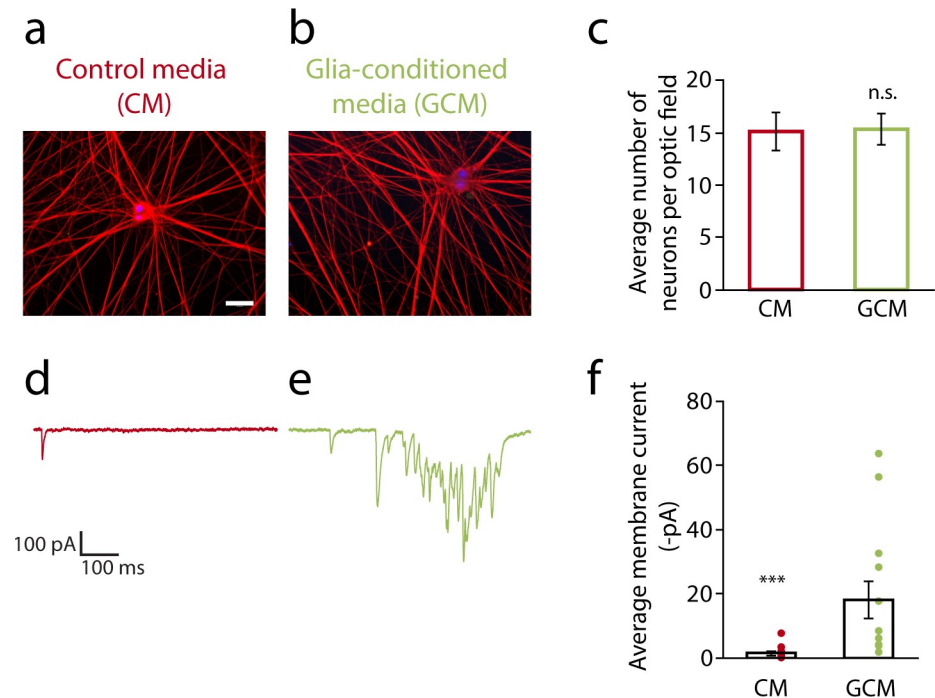 a
Control media
(CM)
b
Glia-conditioned
media (GCM)
c
Average number of
neurons per optic field
20
15
10
5
0
n.s.
CM
GCM
d
100 pA
100 ms
e
f
Average membrane current
(-pA)
80
60
40
20
0
***
CM
GCM